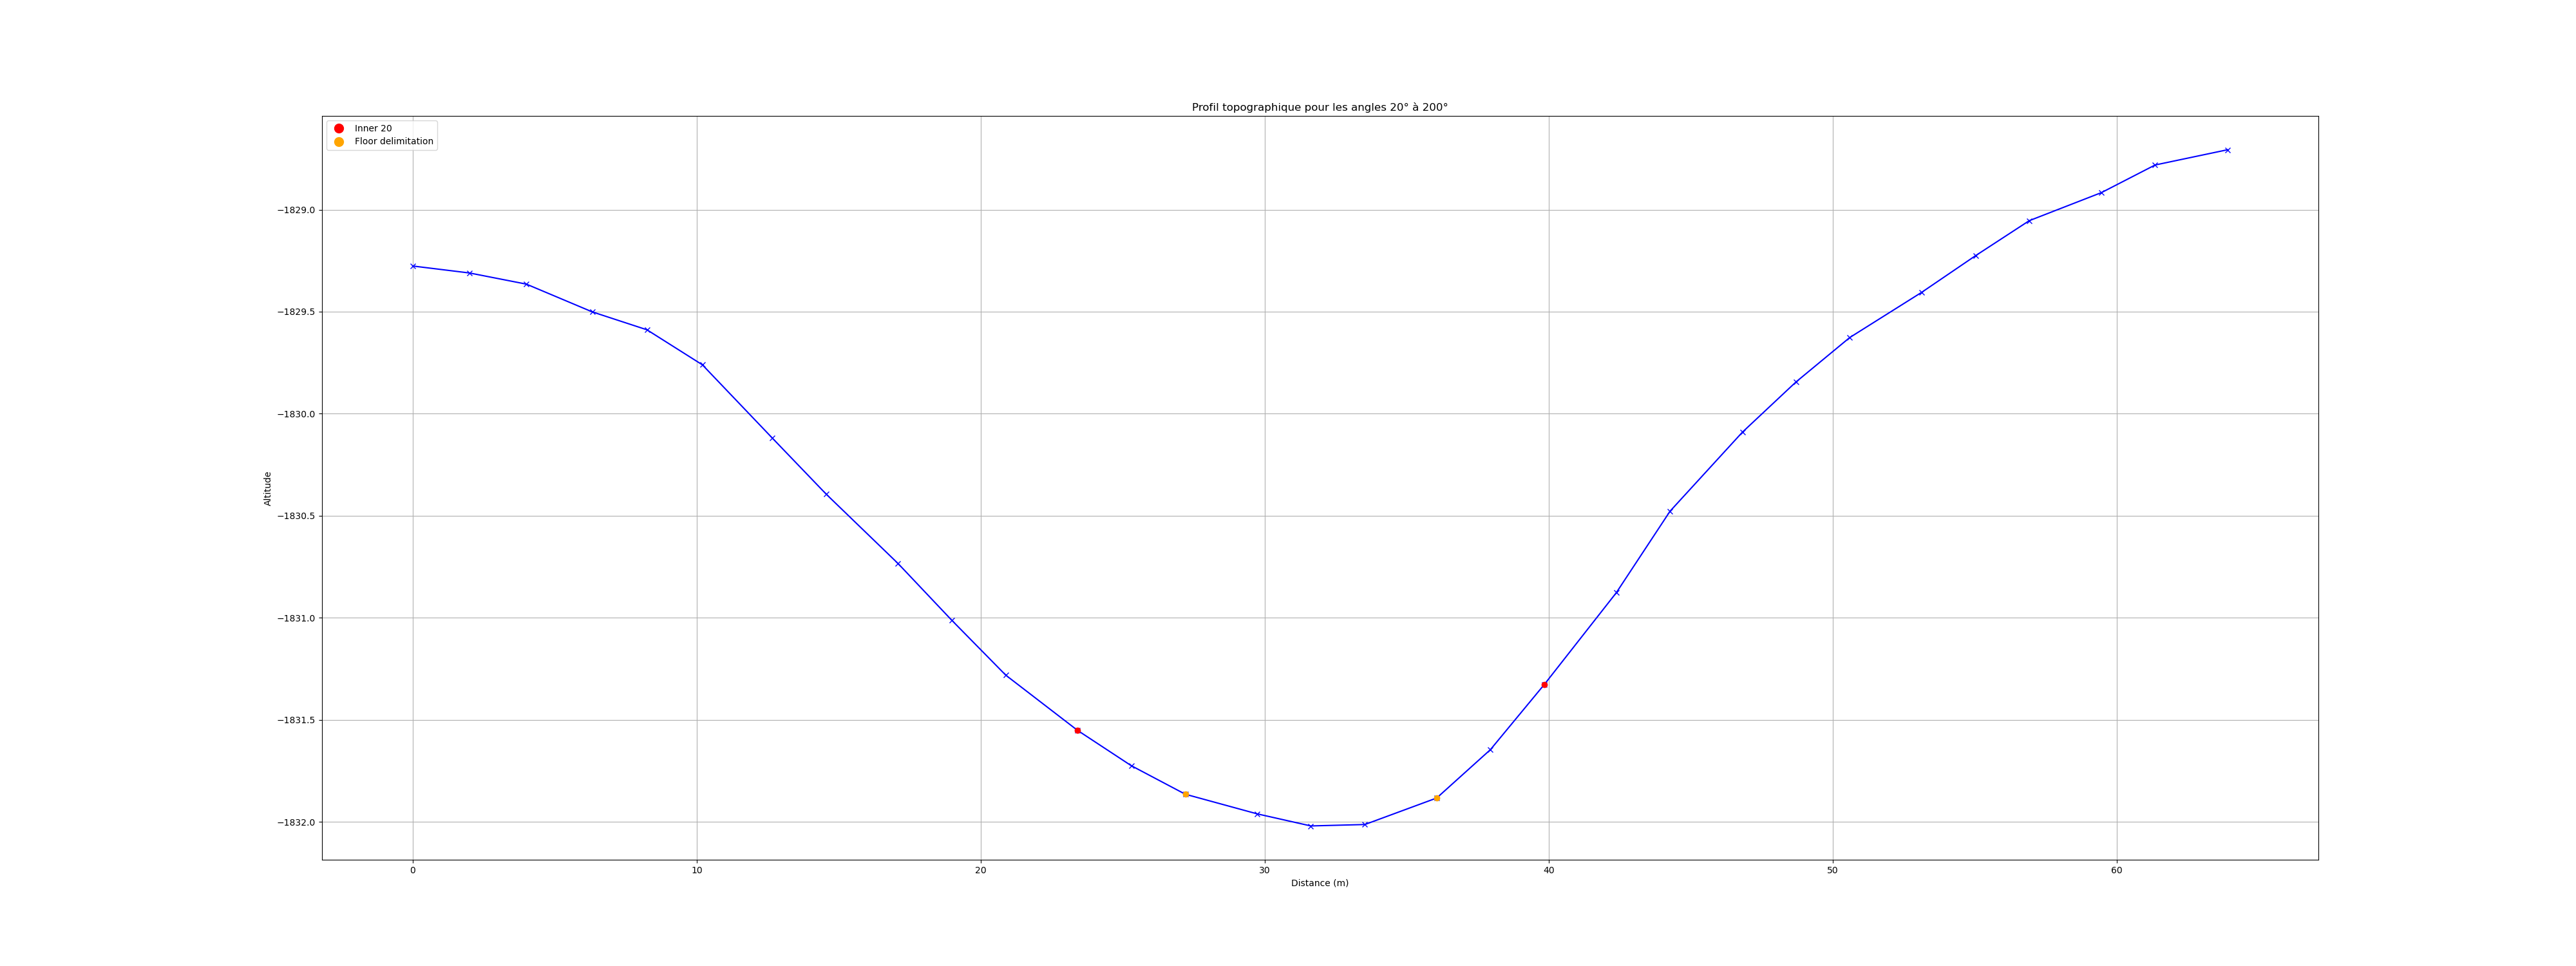 Profil topographique pour les angles 20° à 200°
Inner 20
Floor delimitation
−1829.0
−1829.5
−1830.0
−1830.5
−1831.0
−1831.5
−1832.0
Altitude
0 10 20 30 40 50 60
Distance (m)